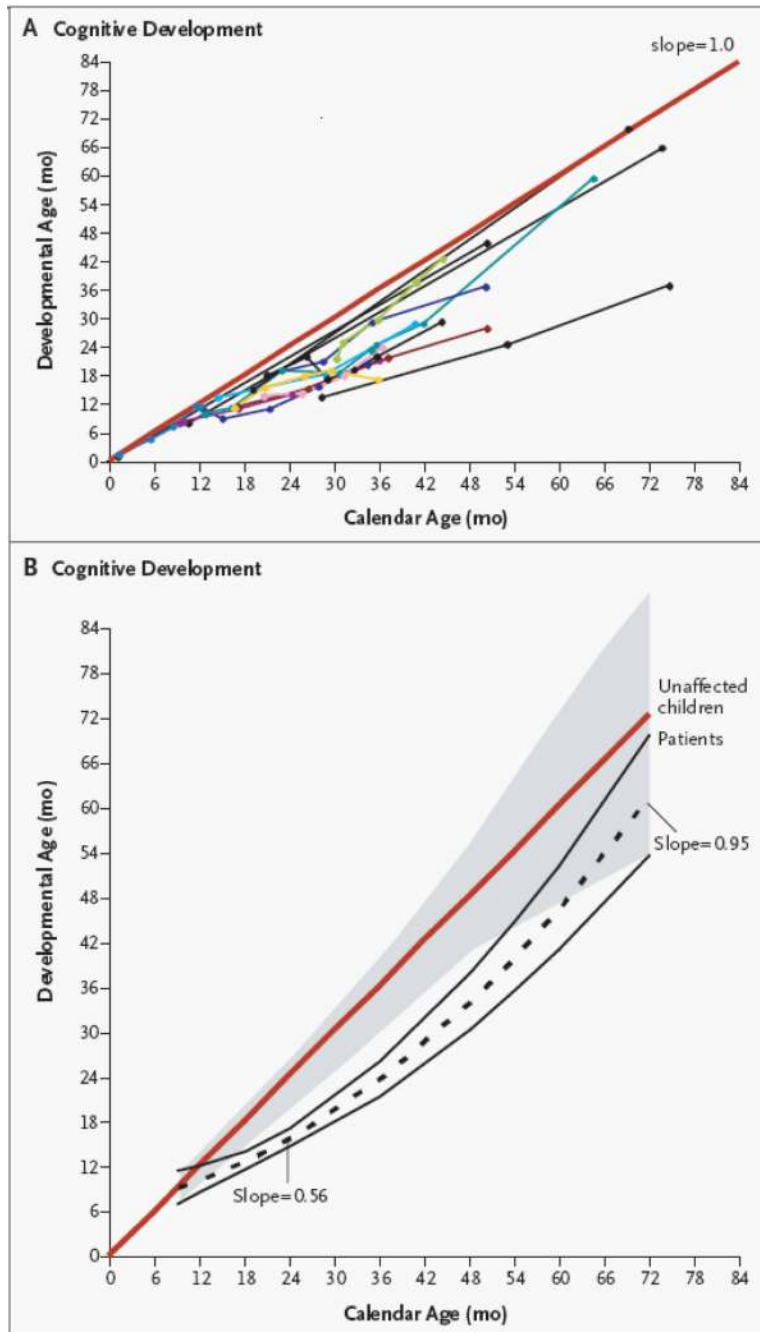 A Cognitive Development
slope=1.0
84
78
72
66
60
54
48
42
36
30
24
18
12
6
0
Developmental Age (mo)
0 6 12 18 24 30 36 42 48 54 60 66 72 78 84
Calendar Age (mo)
B Cognitive Development
84
78
72
66
60
54
48
42
36
30
24
18
12
6
0
Developmental Age (mo)
Unaffected
children
Patients
Slope=0.95
Slope=0.56
0 6 12 18 24 30 36 42 48 54 60 66 72 78 84
Calendar Age (mo)